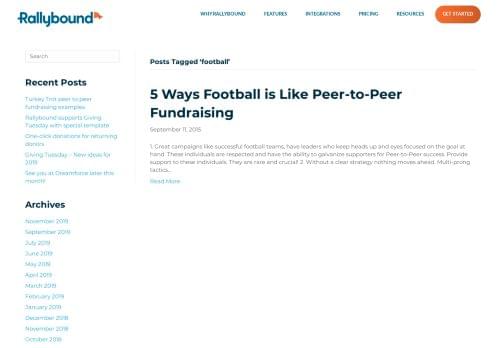 Rallybound
WHY RALLYBOUND
FEATURES
INTEGRATIONS
PRICING
RESOURCES
GET STARTED
Search
Recent Posts
Turkey Trot peer to peer
fundraising examples
Rallybound supports Giving
Tuesday with special template
One-click donations for returning
donors
Giving Tuesday – New ideas for
2019
See you at Dreamforce later this
month!
Archives
November 2019
September 2019
July 2019
June 2019
May 2019
April 2019
March 2019
February 2019
January 2019
December 2018
November 2018
October 2018
Posts Tagged 'football'
5 Ways Football is Like Peer-to-Peer
Fundraising
September 11, 2015
1. Great campaigns like successful football teams, have leaders who keep heads up and eyes focused on the goal at
hand. These individuals are respected and have the ability to galvanize supporters for Peer-to-Peer success. Provide
support to these individuals. They are rare and crucial! 2. Without a clear strategy nothing moves ahead. Multi-prong
tactics...
Read More